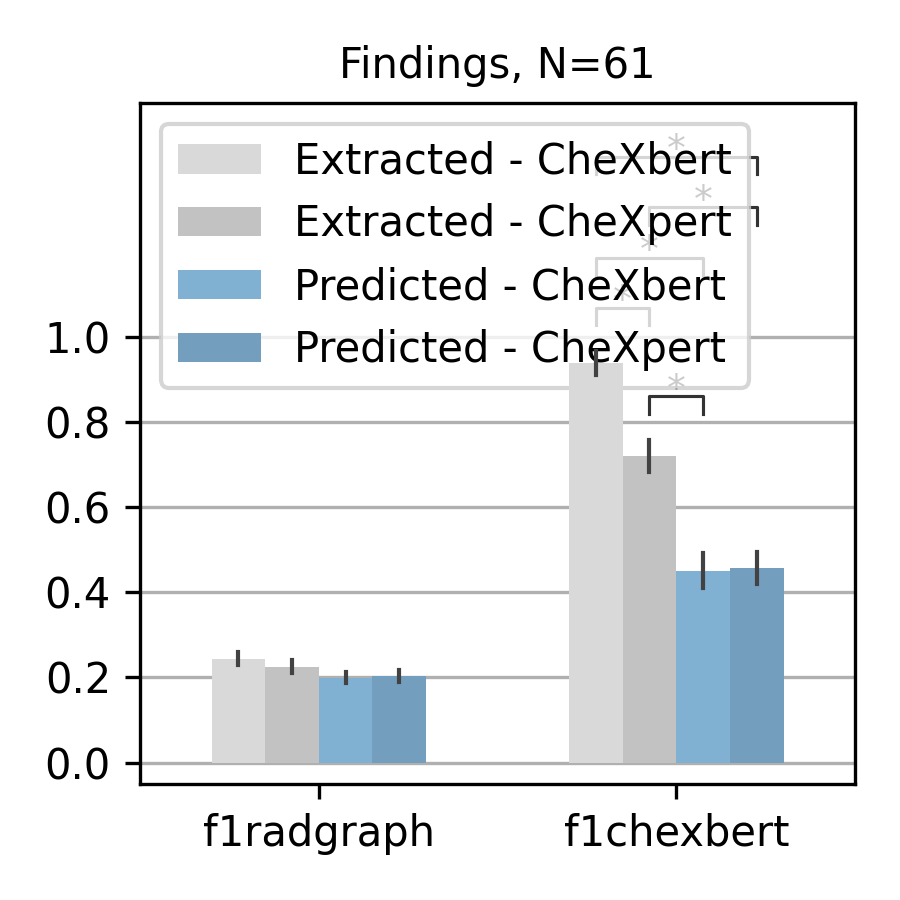 Findings, N=61
Extracted - CheXbert
Extracted - CheXpert
Predicted - CheXbert
Predicted - CheXpert
*
*
*
*
*
1.0
0.8
0.6
0.4
0.2
0.0
f1radgraph
f1chexbert